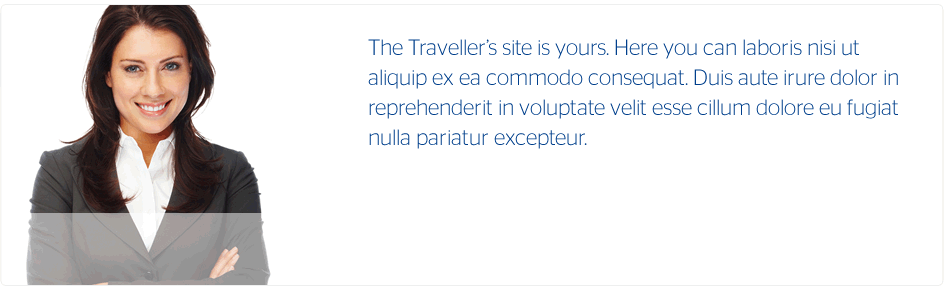 The Traveller’s site is yours. Here you can laboris nisi ut
aliquip ex ea commodo consequat. Duis aute irure dolor in
reprehenderit in voluptate velit esse cillum dolore eu fugiat
nulla pariatur excepteur.